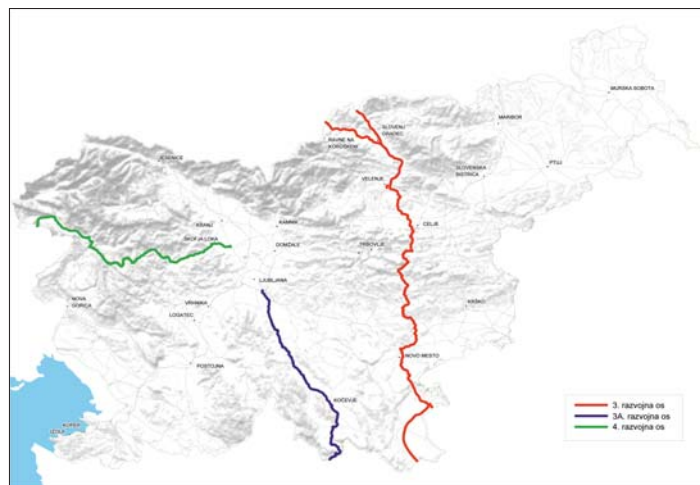 MURSKA SOBOTA
MARIBOR
SLOVENJ
GRADEC
RAVNE NA
KOROŠKEM
JESENICE
SLOVENSKA
BISTRICA
PTUJ
VELENJE
KRANJ
KAMNIK
CELJE
ŠKOFJA LOKA
DOMŽALE
TRBOVLJE
LJUBLJANA
NOVA
GORICA
VRHNIKA
LOGATEC
KRŠKO
POSTOJNA
NOVO MESTO
KOČEVJE
KOPER
IZOLA
3. razvojna os
3A. razvojna os
4. razvojna os